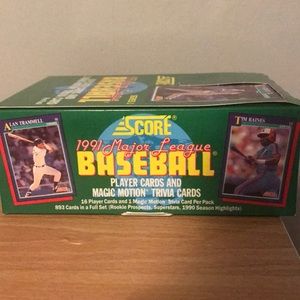 SCORE
1991 Major League
BASEBALL
PLAYER CARDS AND
MAGIC MOTION TRIVIA CARDS
16 Player Cards and 1 Magic Motion Trivia Card Per Pack
893 Cards in a Full Set (Rookie Prospects, Superstars, 1990 Season Highlights)
ALAN TRAMMELL
TIM RAINES